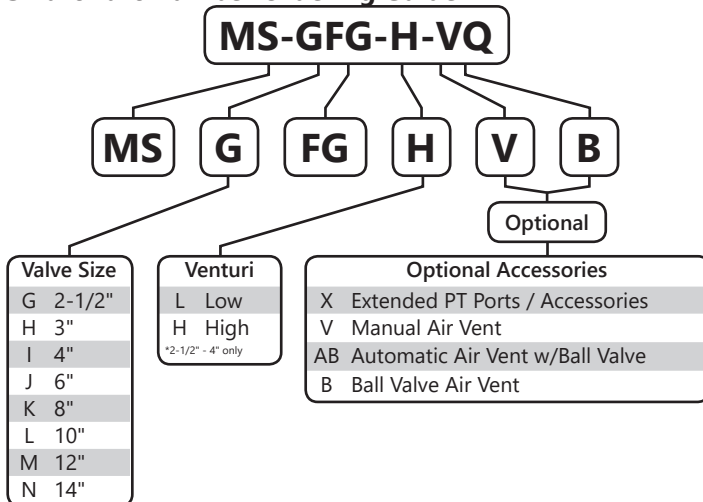 MS-GFG-H-VQ
MS G FG H V B
Optional
Valve Size
G 2-1/2"
H 3"
I 4"
J 6"
K 8"
L 10"
M 12"
N 14"
Venturi
L Low
H High
*2-1/2" - 4" only
Optional Accessories
X Extended PT Ports / Accessories
V Manual Air Vent
AB Automatic Air Vent w/Ball Valve
B Ball Valve Air Vent